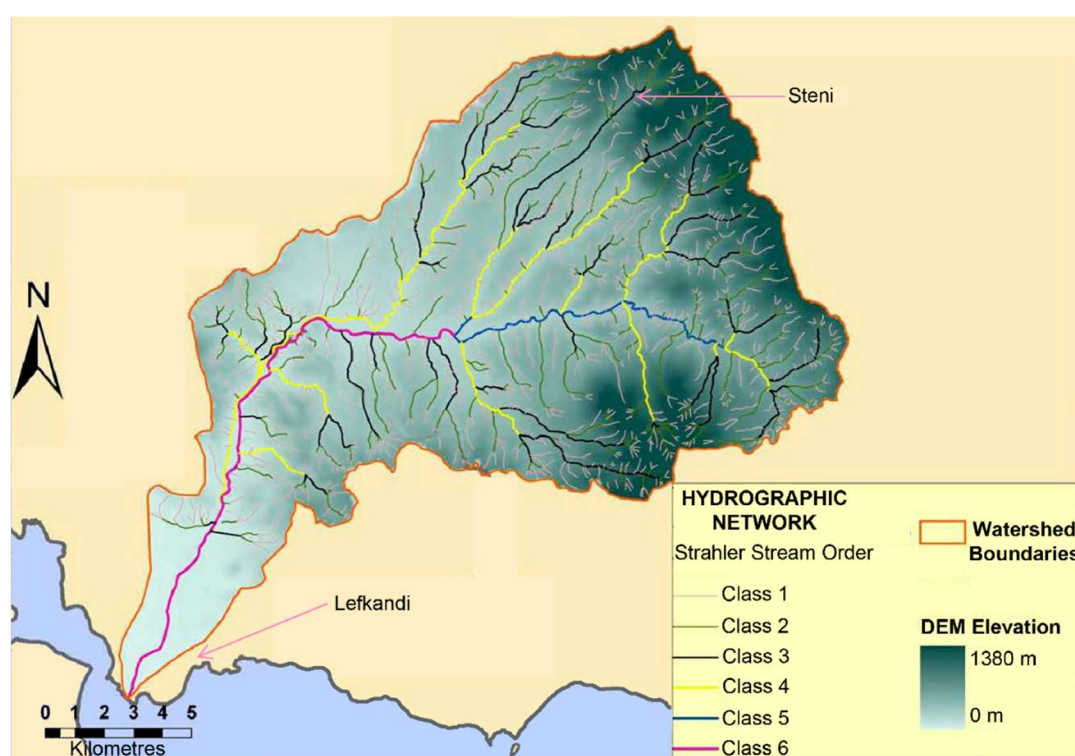 Steni
N
Lefkandi
0 1 2 3 4 5
Kilometres
HYDROGRAPHIC
NETWORK
Strahler Stream Order
Class 1
Class 2
Class 3
Class 4
Class 5
Class 6
Watershed
Boundaries
DEM Elevation
1380 m
0 m